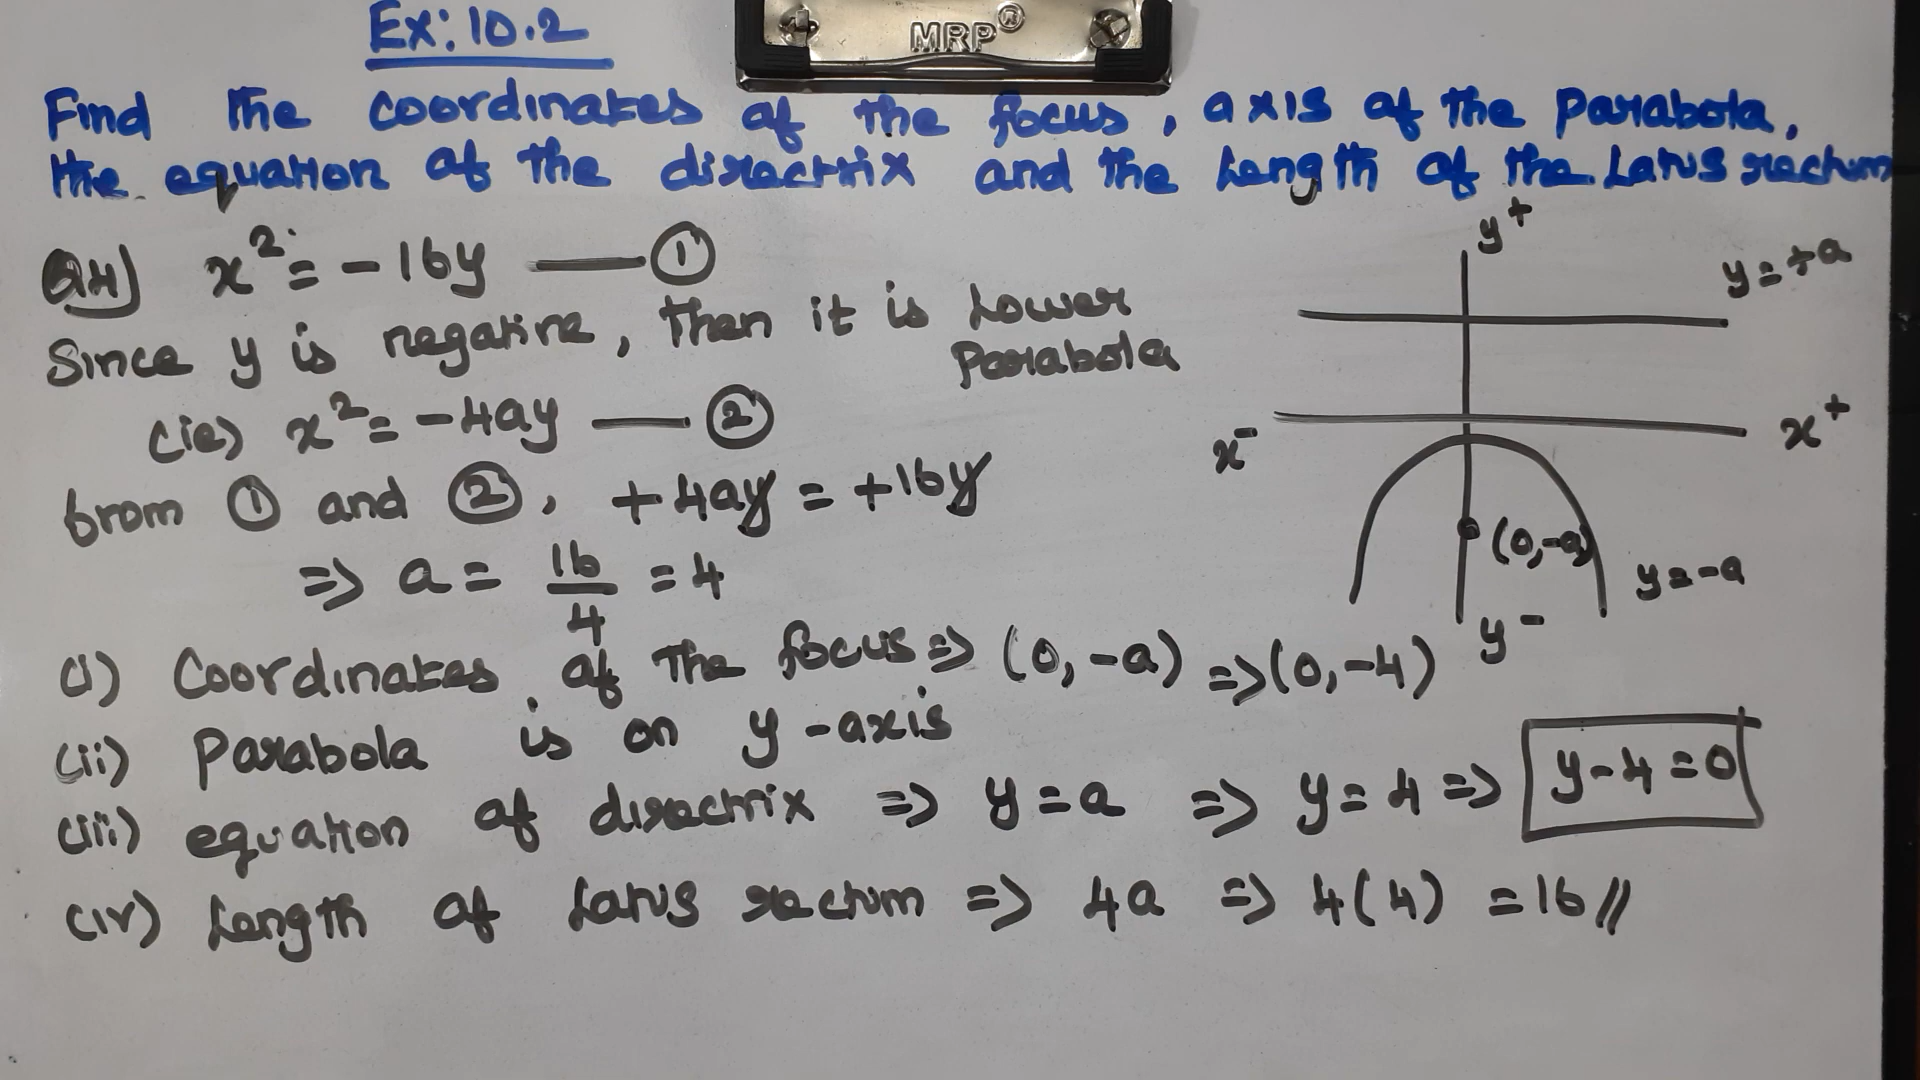 Ex: 10.2
MRP®
Find the coordinates of the focus, axis of the parabola,
the equation of the directrix and the Length of the Latus rectum
Q4) x² = -16y — ①
Since y is negative, then it is Lower
Parabola
(ie) x² = -4ay — ②
from ① and ②, +4ay = +16y
=> a = 16/4 = 4
(i) Coordinates of the focus => (0, -a) => (0, -4)
(ii) Parabola is on y-axis
(iii) equation of directrix => y = a => y = 4 => y-4=0
(iv) Length of Latus rectum => 4a => 4(4) = 16//
y+
y=+a
x-
x+
(0,-a)
y=-a
y-